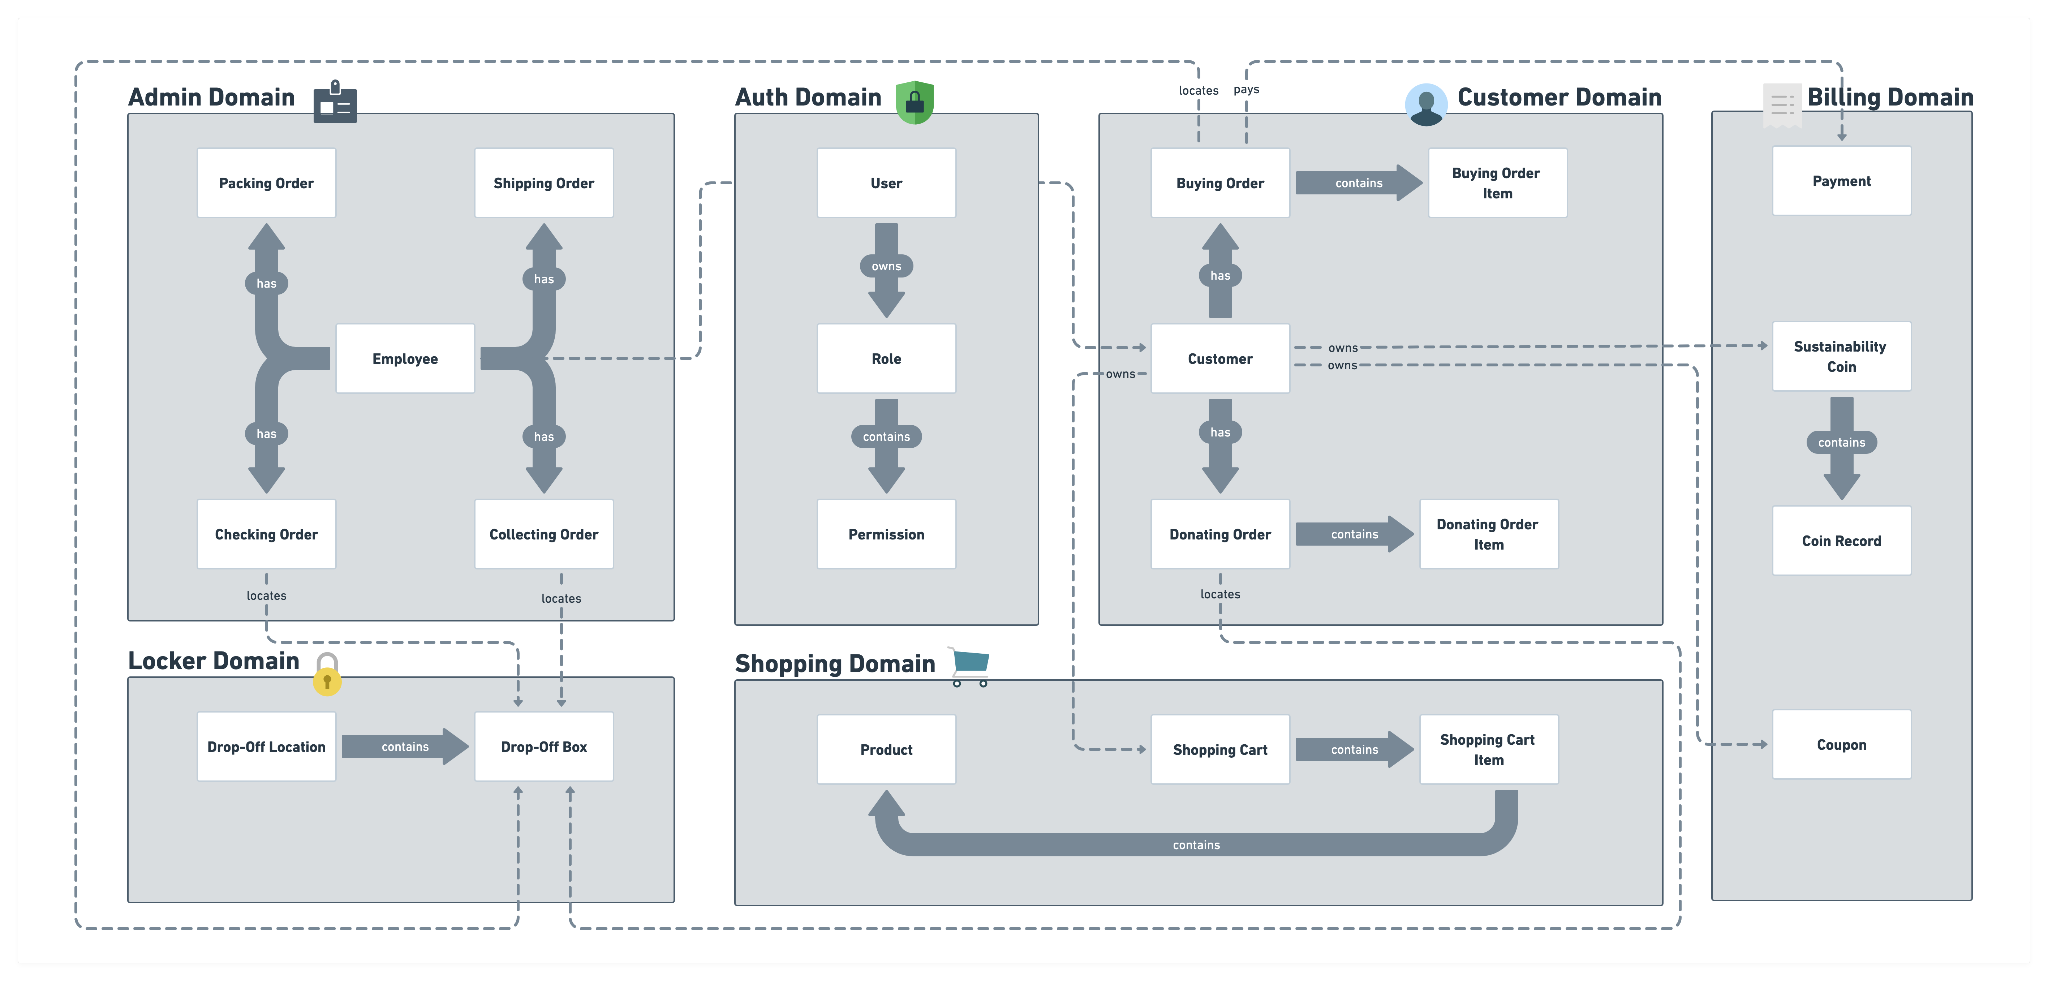 locates
pays
Admin Domain
Auth Domain
Customer Domain
Billing Domain
Packing Order
Shipping Order
User
Buying Order
contains
Buying Order
Item
Payment
has
has
owns
has
Employee
Role
Customer
owns
owns
owns
Sustainability
Coin
has
has
contains
has
contains
Checking Order
Collecting Order
Permission
Donating Order
contains
Donating Order
Item
Coin Record
locates
locates
locates
Locker Domain
Shopping Domain
Drop-Off Location
contains
Drop-Off Box
Product
Shopping Cart
contains
Shopping Cart
Item
Coupon
contains